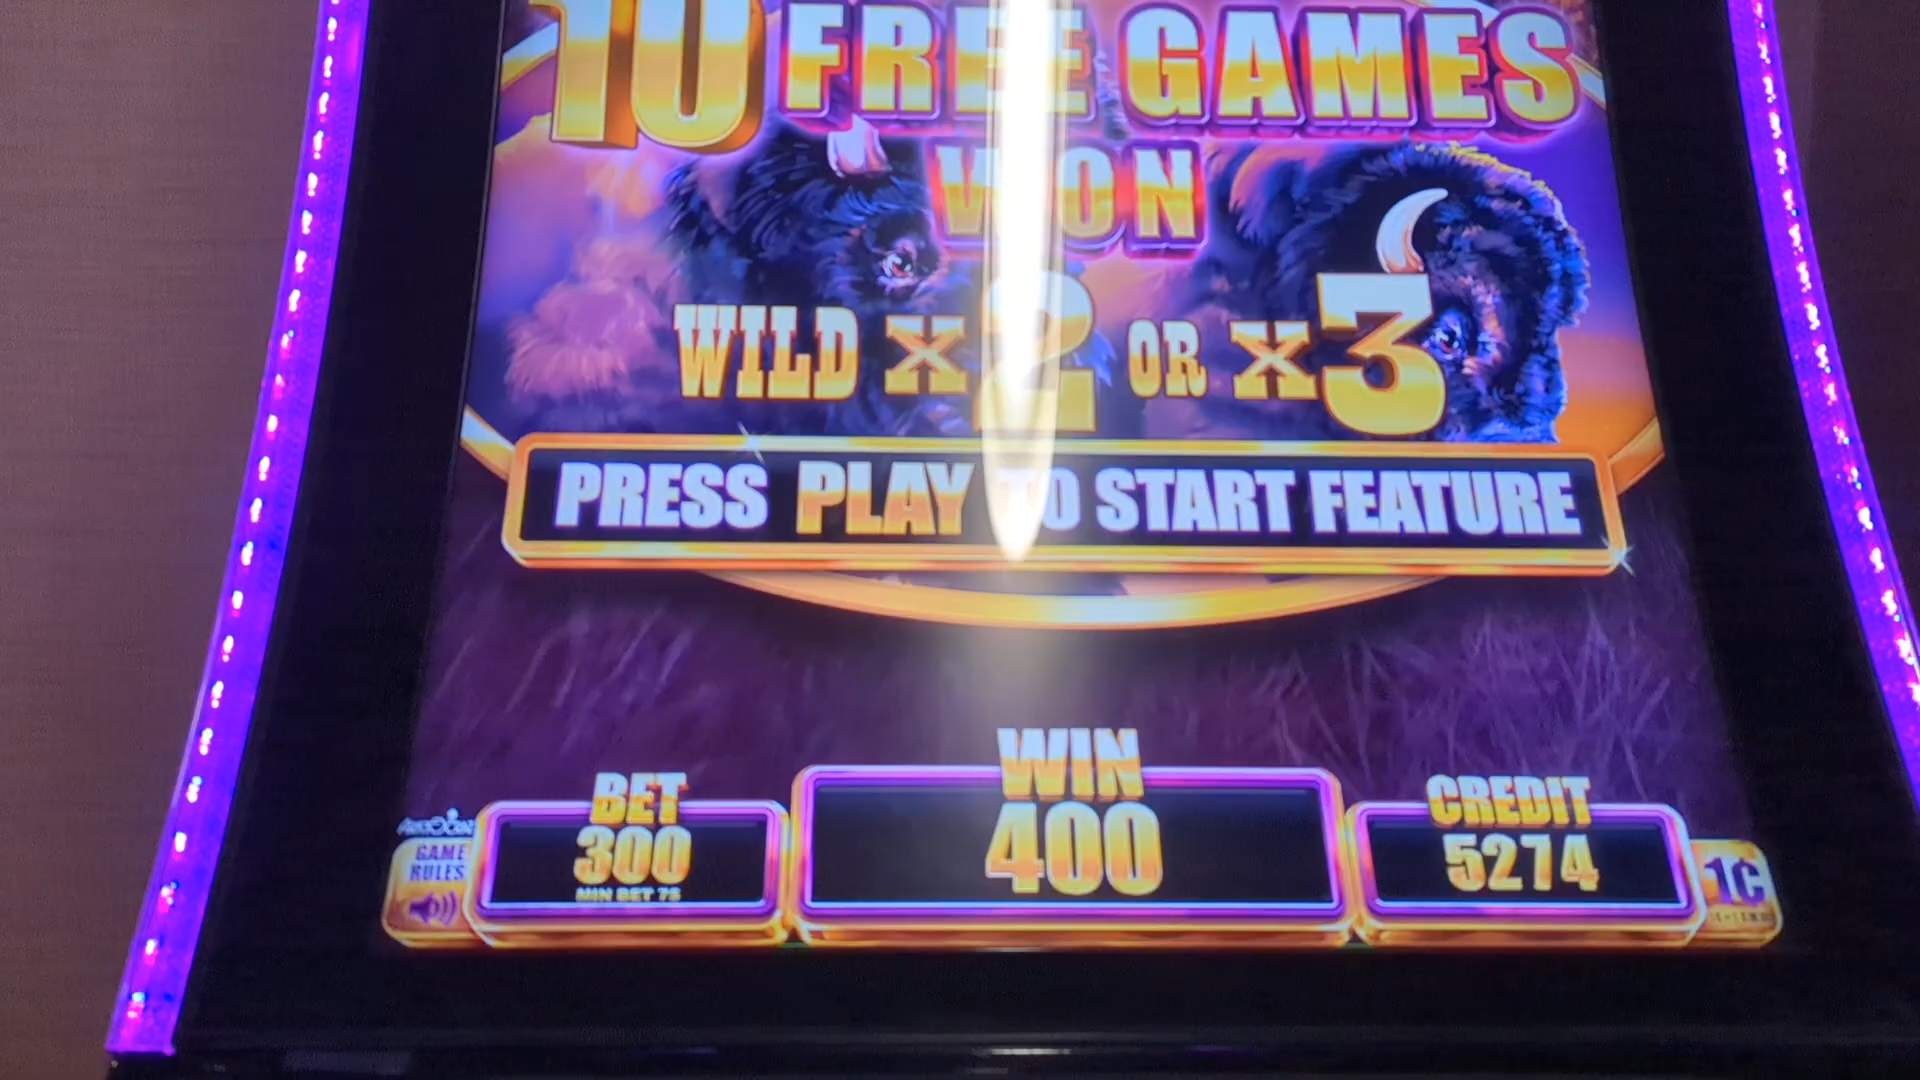 10 FREE GAMES
WON
WILD X2 OR X3
PRESS PLAY TO START FEATURE
BET
300
MIN BET 75
WIN
400
CREDIT
5274
GAME
RULES
1¢